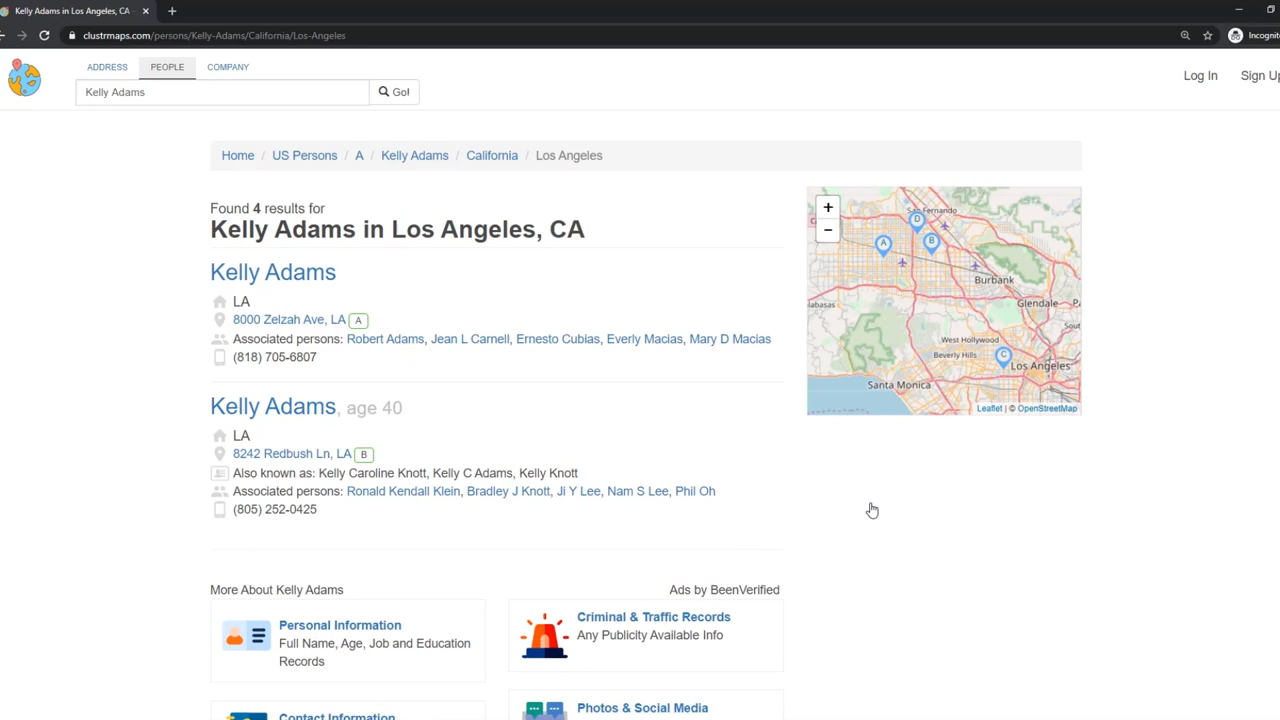 Kelly Adams in Los Angeles, CA
clustrmaps.com/persons/Kelly-Adams/California/Los-Angeles
Incognito
ADDRESS PEOPLE COMPANY
Kelly Adams Go!
Log In Sign Up
Home / US Persons / A / Kelly Adams / California / Los Angeles
Found 4 results for
Kelly Adams in Los Angeles, CA
Kelly Adams
LA
8000 Zelzah Ave, LA A
Associated persons: Robert Adams, Jean L Carnell, Ernesto Cubias, Everly Macias, Mary D Macias
(818) 705-6807
Kelly Adams, age 40
LA
8242 Redbush Ln, LA B
Also known as: Kelly Caroline Knott, Kelly C Adams, Kelly Knott
Associated persons: Ronald Kendall Klein, Bradley J Knott, Ji Y Lee, Nam S Lee, Phil Oh
(805) 252-0425
+
−
San Fernando
D
A
B
Burbank
Glendale
West Hollywood
Beverly Hills
C
Los Angeles
Santa Monica
Leaflet | © OpenStreetMap
More About Kelly Adams
Ads by BeenVerified
Personal Information
Full Name, Age, Job and Education
Records
Criminal & Traffic Records
Any Publicity Available Info
Contact Information
Photos & Social Media